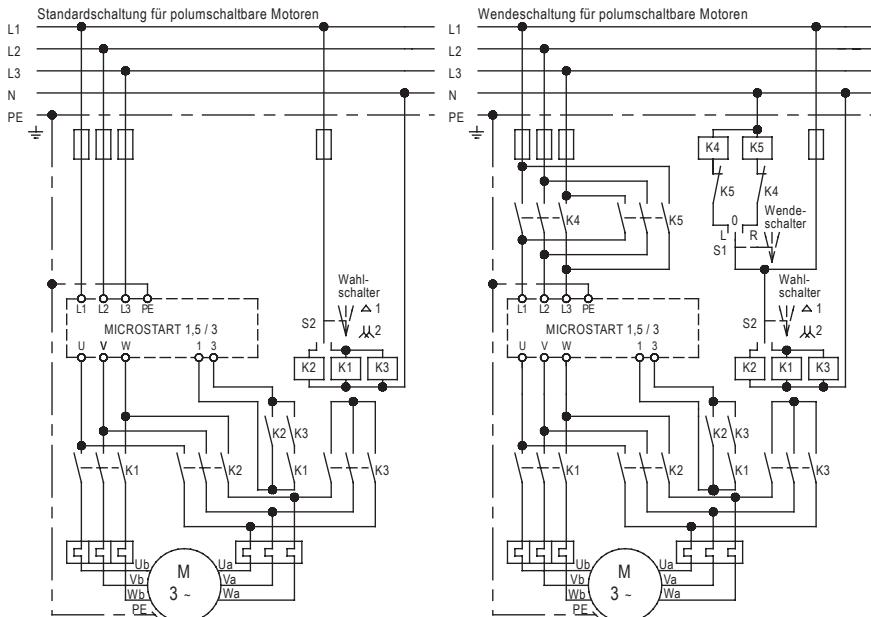 Standardschaltung für polumschaltbare Motoren
L1
L2
L3
N
PE
Wahl-
schalter
1
S2
2
L1 L2 L3 PE
MICROSTART 1,5 / 3
U V W 1 3
K2 K1 K3
K2 K3
K1 K2 K1 K3
Ub Ua
Vb Va
Wb Wa
PE
M
3 ~
Wendeschaltung für polumschaltbare Motoren
L1
L2
L3
N
PE
K4 K5
K5 K4
K4 K5
Wende-
schalter
L 0 R
S1
Wahl-
schalter
1
S2
2
L1 L2 L3 PE
MICROSTART 1,5 / 3
U V W 1 3
K2 K1 K3
K2 K3
K1 K2 K1 K3
Ub Ua
Vb Va
Wb Wa
PE
M
3 ~